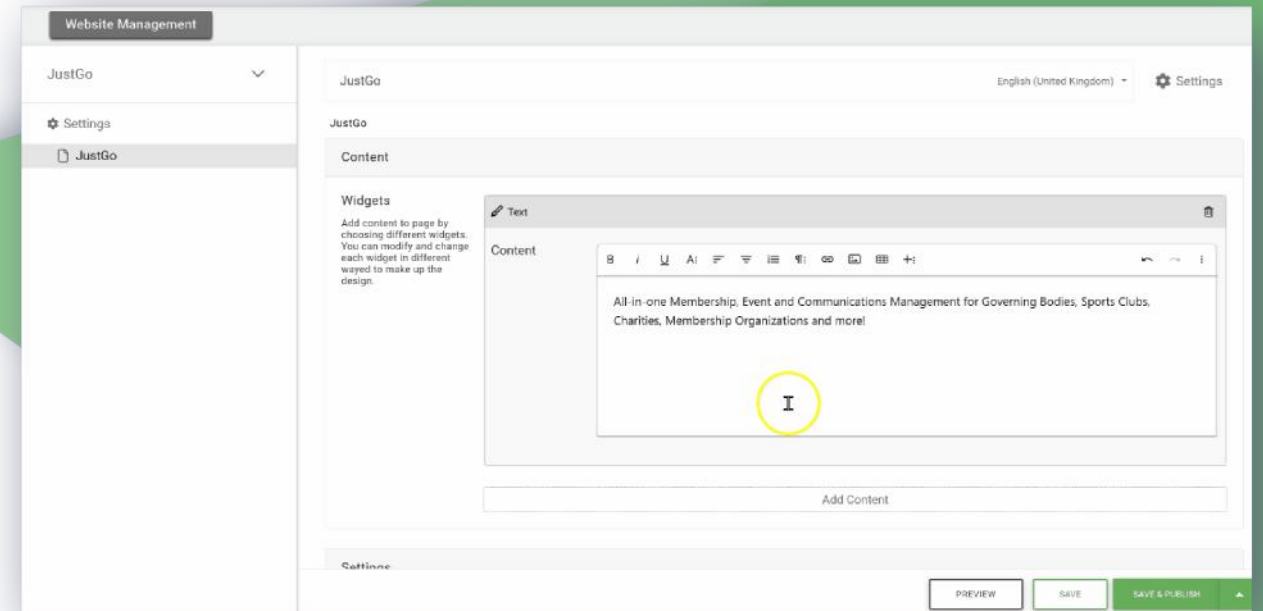 Website Management
JustGo
JustGo
English (United Kingdom)
Settings
Settings
JustGo
JustGo
Content
Widgets
Add content to page by
choosing different widgets.
You can modify and change
each widget in different
wayed to make up the
design.
Text
Content
B I U A
All-in-one Membership, Event and Communications Management for Governing Bodies, Sports Clubs,
Charities, Membership Organizations and more!
Add Content
Settings
PREVIEW
SAVE
SAVE & PUBLISH